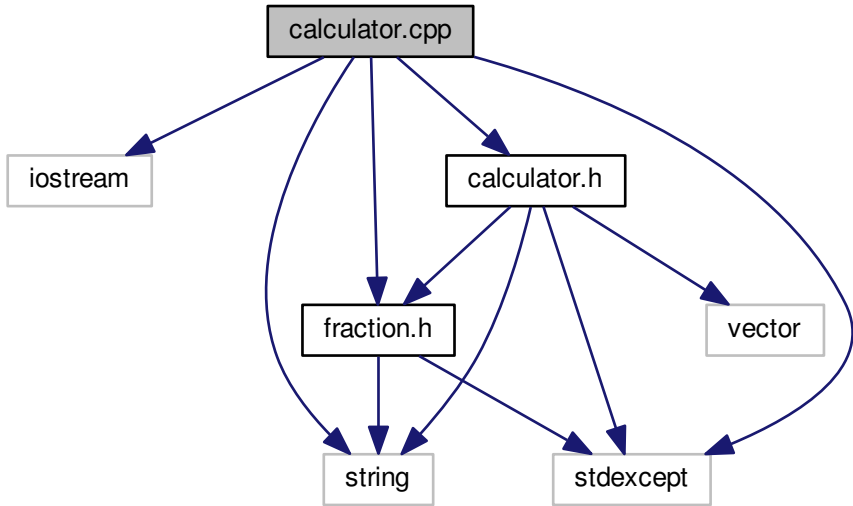 calculator.cpp
iostream
calculator.h
fraction.h
vector
string
stdexcept